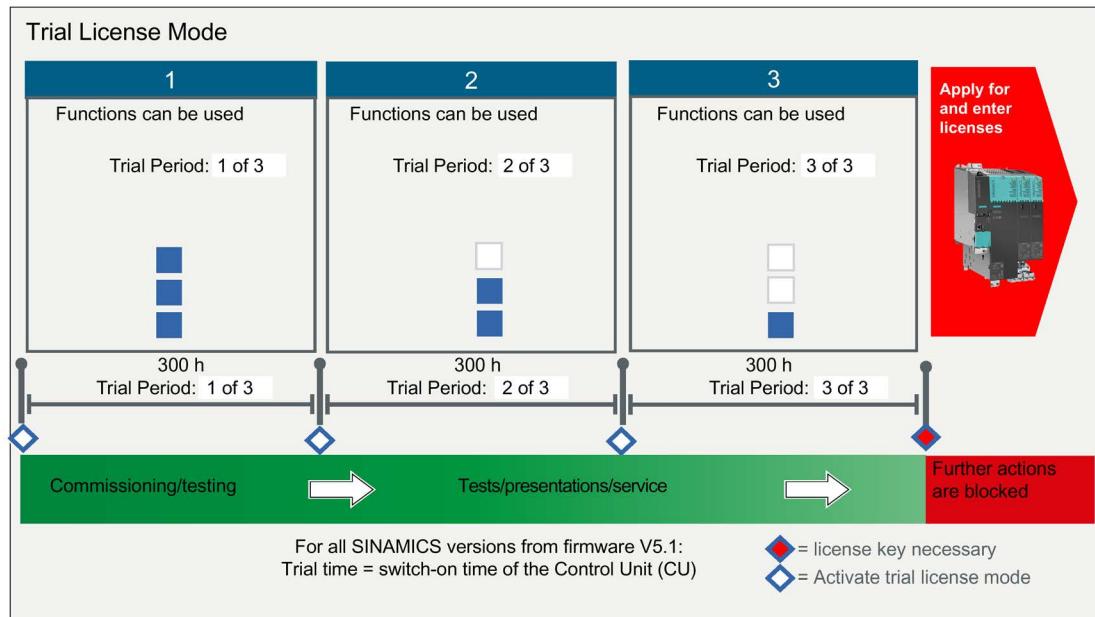 Trial License Mode
1
2
3
Functions can be used
Functions can be used
Functions can be used
Trial Period: 1 of 3
Trial Period: 2 of 3
Trial Period: 3 of 3
Apply for
and enter
licenses
300 h
300 h
300 h
Trial Period: 1 of 3
Trial Period: 2 of 3
Trial Period: 3 of 3
Commissioning/testing
Tests/presentations/service
Further actions
are blocked
For all SINAMICS versions from firmware V5.1:
Trial time = switch-on time of the Control Unit (CU)
= license key necessary
= Activate trial license mode